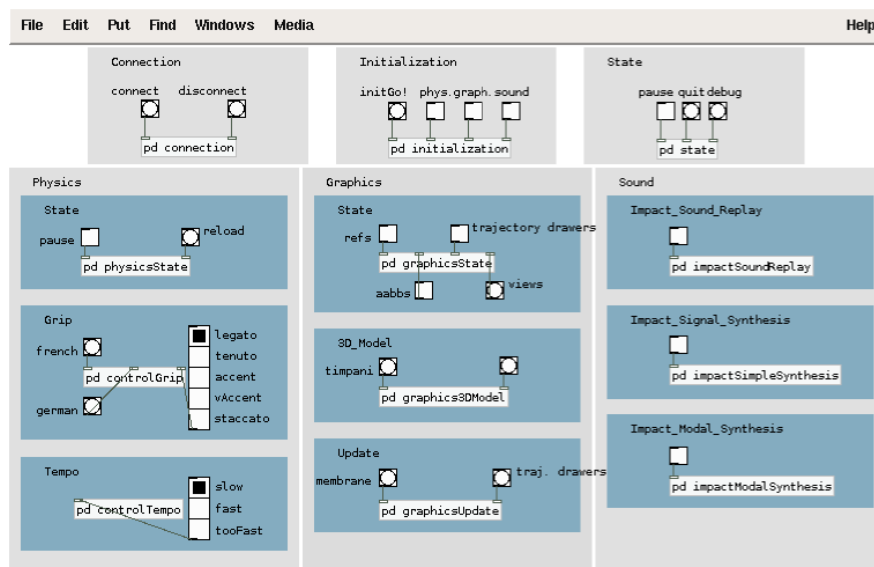 File Edit Put Find Windows Media Help
Connection
connect disconnect
pd connection
Initialization
initGo! phys.graph. sound
pd initialization
State
pause quit debug
pd state
Physics
State
pause reload
pd physicsState
Grip
french
pd controlGrip
german
legato
tenuto
accent
vAccent
staccato
Tempo
pd controlTempo
slow
fast
tooFast
Graphics
State
refs trajectory drawers
pd graphicsState
aabbs views
3D_Model
timpani
pd graphics3DModel
Update
membrane traj. drawers
pd graphicsUpdate
Sound
Impact_Sound_Replay
pd impactSoundReplay
Impact_Signal_Synthesis
pd impactSimpleSynthesis
Impact_Modal_Synthesis
pd impactModalSynthesis